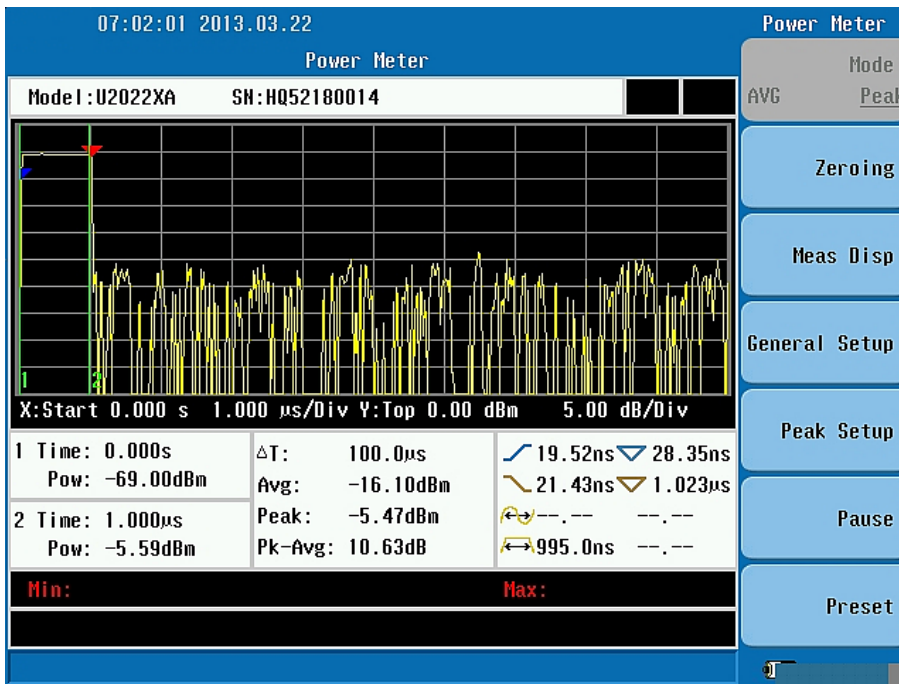 07:02:01 2013.03.22
Power Meter
Power Meter
Model:U2022XA SN:HQ52180014
1
2
X:Start 0.000 s 1.000 µs/Div Y:Top 0.00 dBm 5.00 dB/Div
1 Time: 0.000s
Pow: -69.00dBm
2 Time: 1.000µs
Pow: -5.59dBm
ΔT: 100.0µs
Avg: -16.10dBm
Peak: -5.47dBm
Pk-Avg: 10.63dB
19.52ns 28.35ns
21.43ns 1.023µs
--.-- --.--
995.0ns --.--
Min: Max:
Mode
AVG Peak
Zeroing
Meas Disp
General Setup
Peak Setup
Pause
Preset